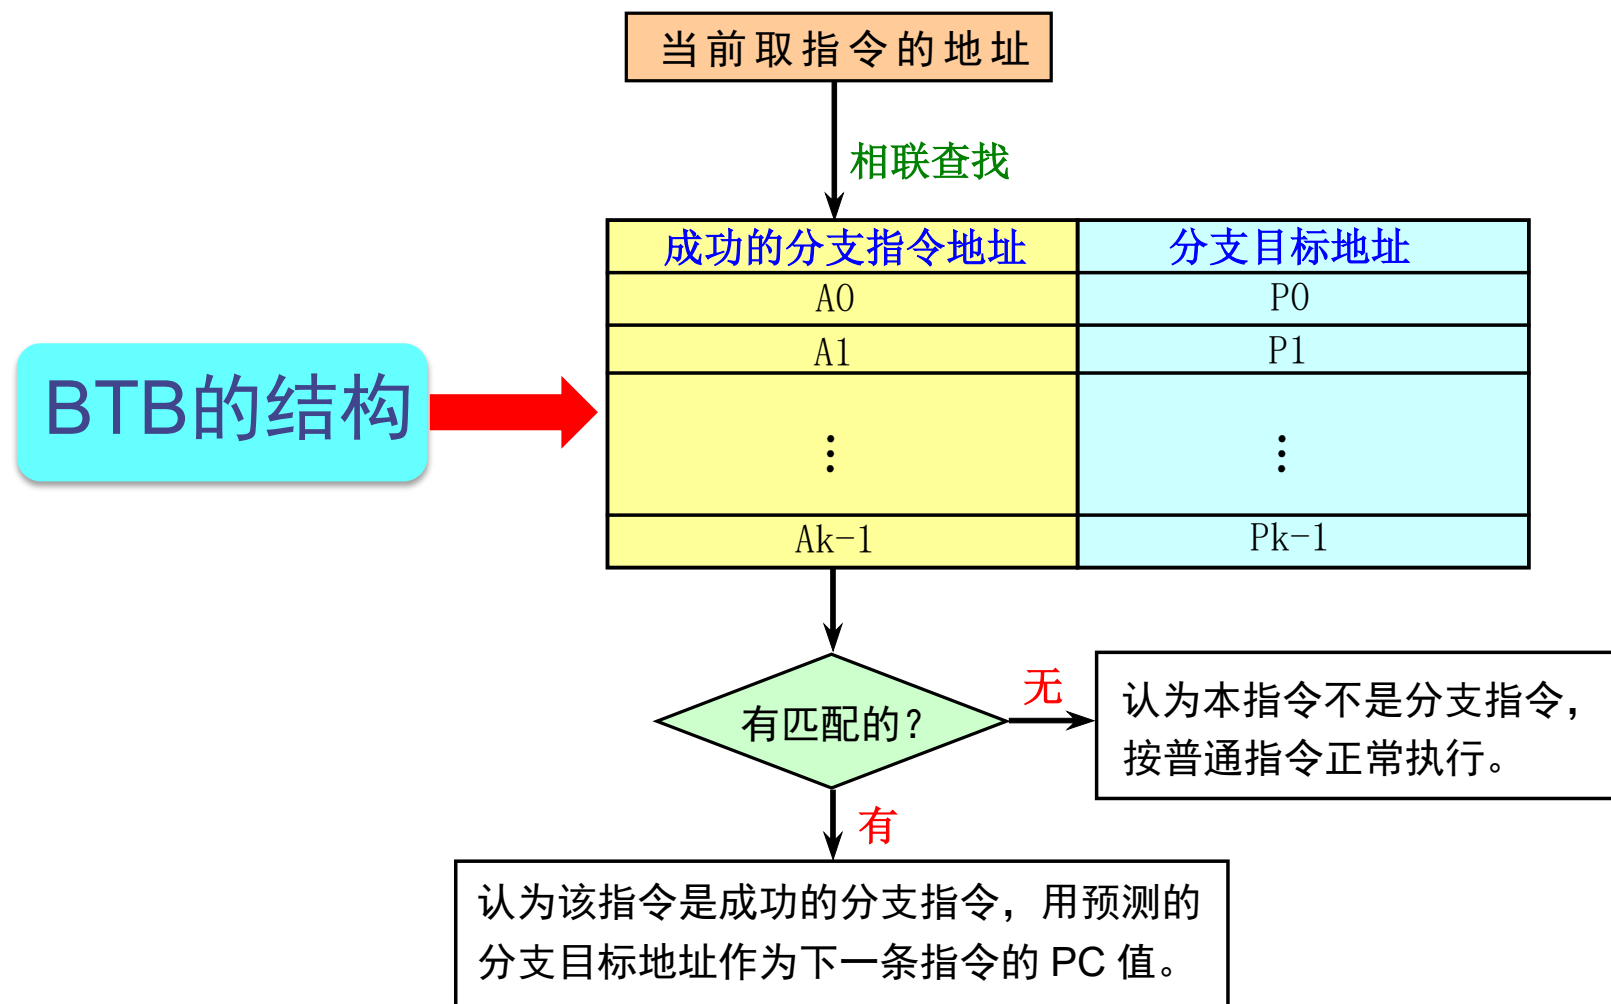 当前取指令的地址
相联查找
成功的分支指令地址 分支目标地址
A0 P0
A1 P1
BTB的结构
⋮ ⋮
Ak-1 Pk-1
有匹配的？
无
认为本指令不是分支指令，
按普通指令正常执行。
有
认为该指令是成功的分支指令，用预测的
分支目标地址作为下一条指令的 PC 值。